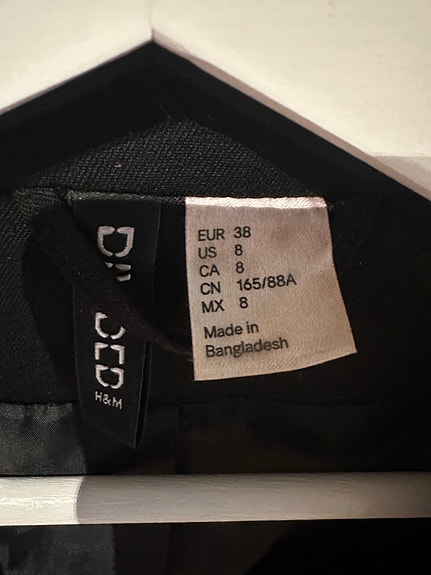 EUR 38
US 8
CA 8
CN 165/88A
MX 8
Made in
Bangladesh
H&M